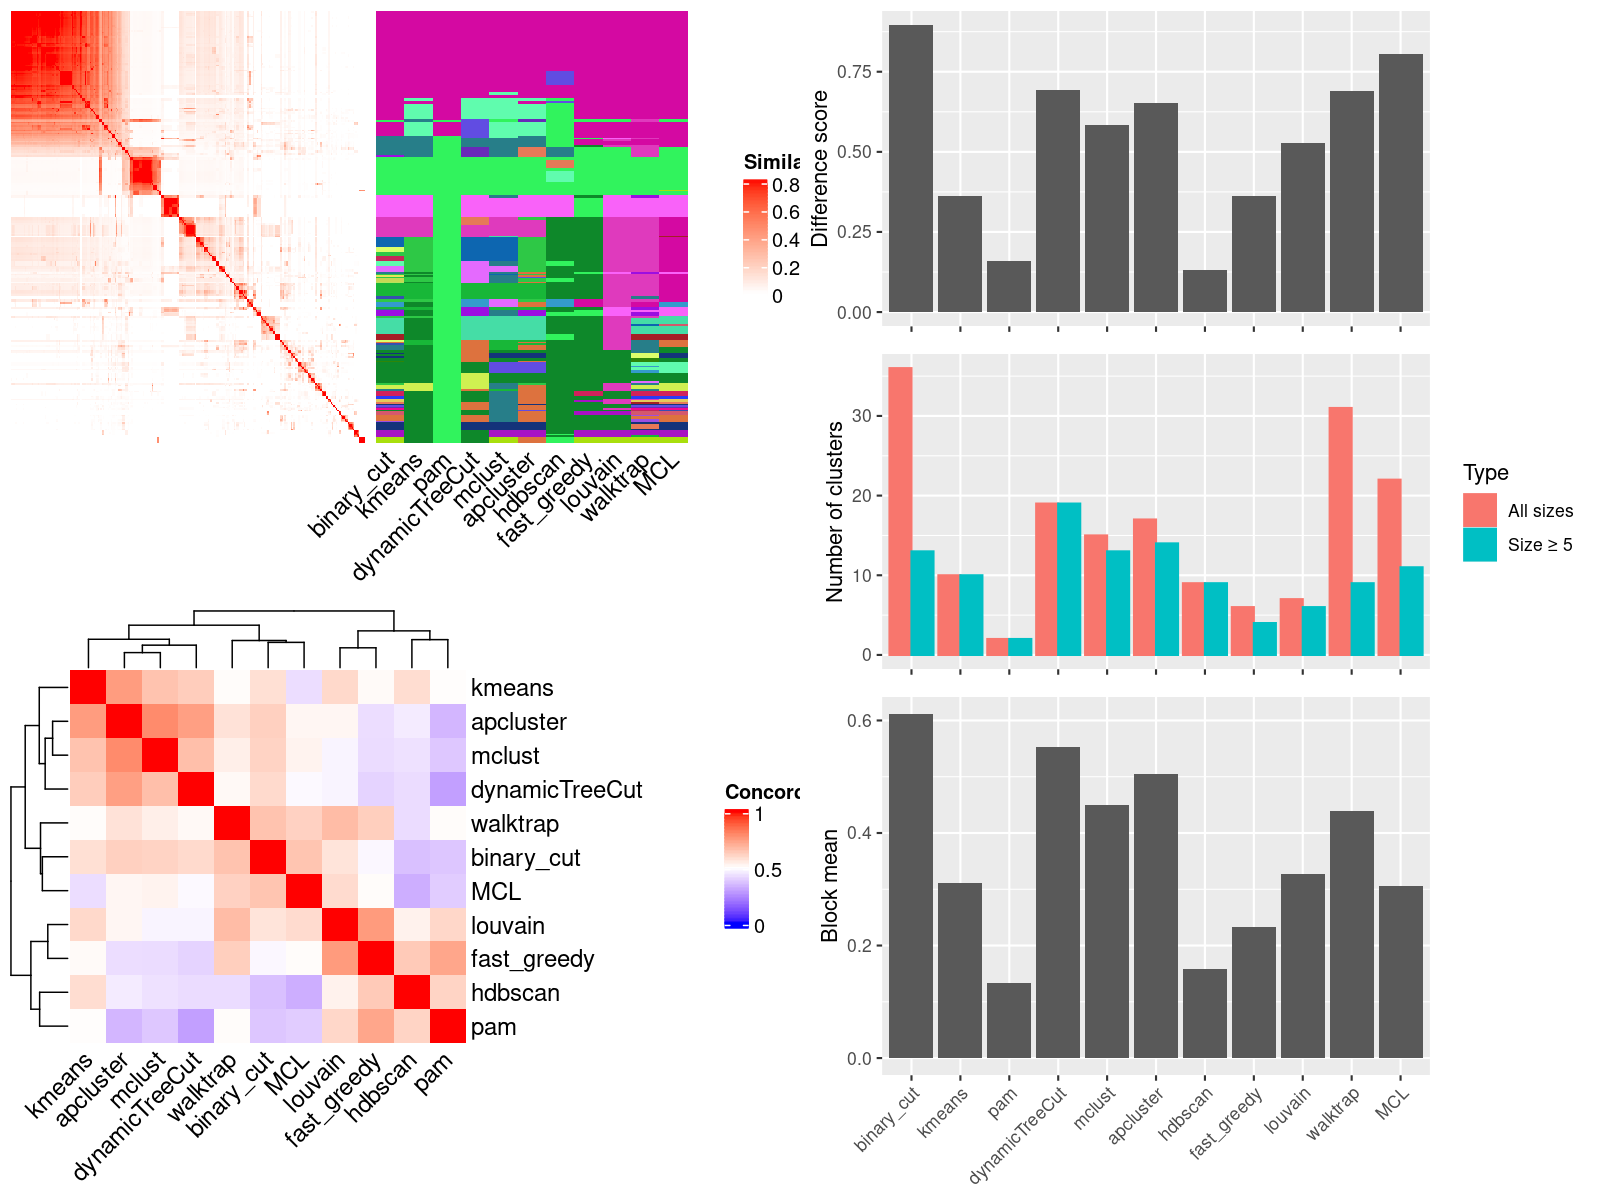 Simila
0.8
0.6
0.4
0.2
0
binary_cut
kmeans
pam
dynamicTreeCut
mclust
apcluster
hdbscan
fast_greedy
louvain
walktrap
MCL
kmeans
apcluster
mclust
dynamicTreeCut
walktrap
binary_cut
MCL
louvain
fast_greedy
hdbscan
pam
kmeans
apcluster
mclust
dynamicTreeCut
walktrap
binary_cut
MCL
louvain
fast_greedy
hdbscan
pam
Concord
1
0.5
0
Difference score
0.75
0.50
0.25
0.00
Number of clusters
30
20
10
0
Type
All sizes
Size ≥ 5
Block mean
0.6
0.4
0.2
0.0
binary_cut
kmeans
pam
dynamicTreeCut
mclust
apcluster
hdbscan
fast_greedy
louvain
walktrap
MCL